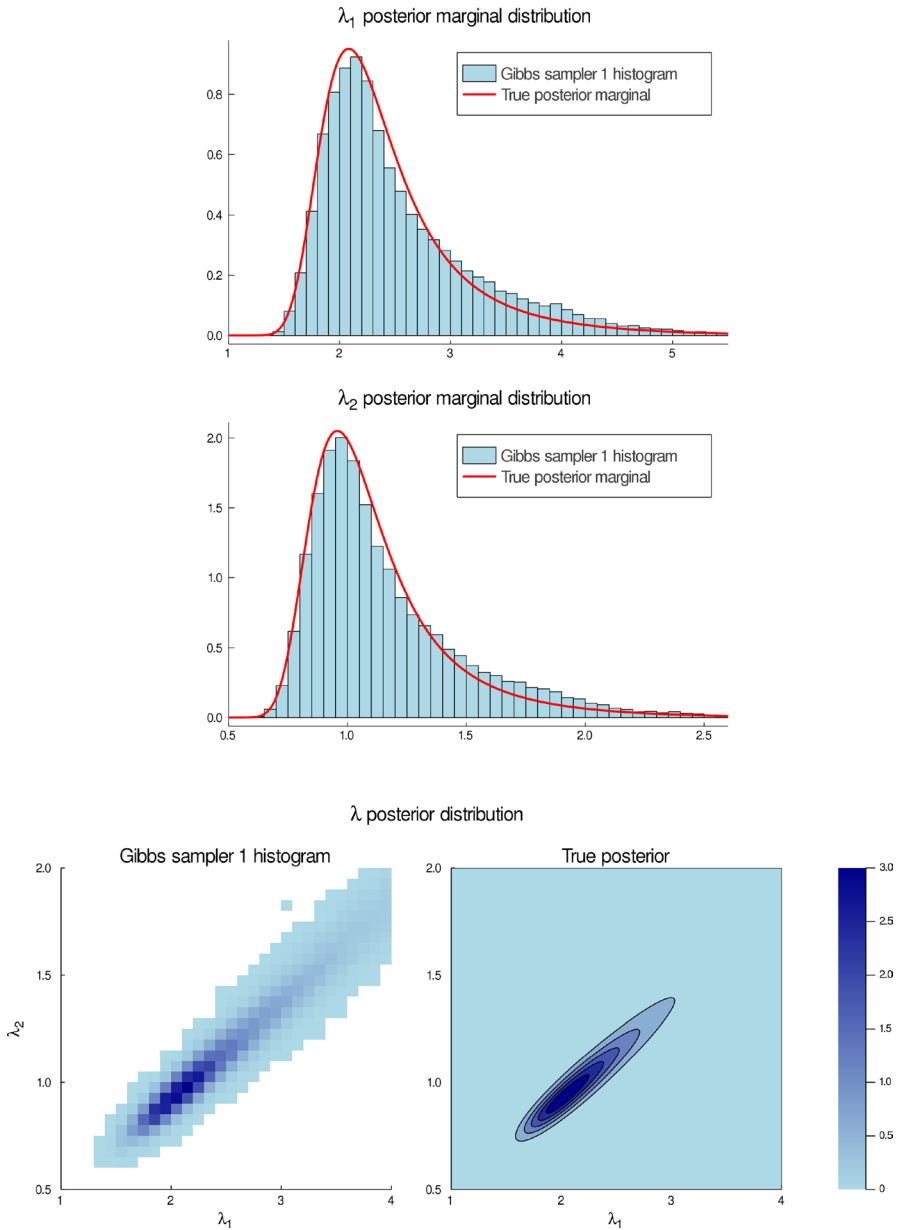 λ1 posterior marginal distribution
Gibbs sampler 1 histogram
True posterior marginal
0.8
0.6
0.4
0.2
0.0
1 2 3 4 5
λ2 posterior marginal distribution
Gibbs sampler 1 histogram
True posterior marginal
2.0
1.5
1.0
0.5
0.0
0.5 1.0 1.5 2.0 2.5
λ posterior distribution
Gibbs sampler 1 histogram
True posterior
2.0
1.5
1.0
0.5
λ2
1 2 3 4
λ1
2.0
1.5
1.0
0.5
1 2 3 4
λ1
3.0
2.5
2.0
1.5
1.0
0.5
0